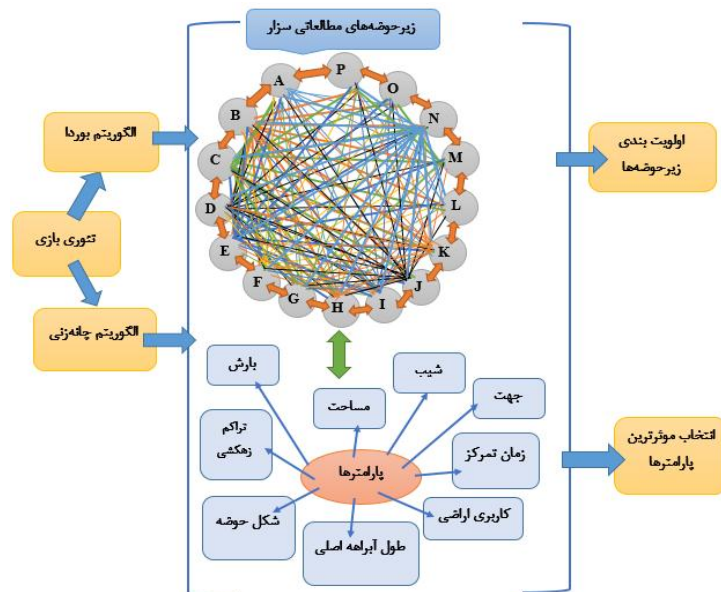 زیرحوضه‌های مطالعاتی سزار
P
A
O
B
N
C
M
D
L
E
K
F
J
G
I
H
الگوریتم بوردا
تئوری بازی
الگوریتم چانه‌زنی
اولویت بندی
زیرحوضه‌ها
انتخاب موثرترین
پارامترها
بارش
شیب
مساحت
جهت
تراکم
زهکشی
پارامترها
زمان تمرکز
شکل حوضه
طول آبراهه اصلی
کاربری اراضی